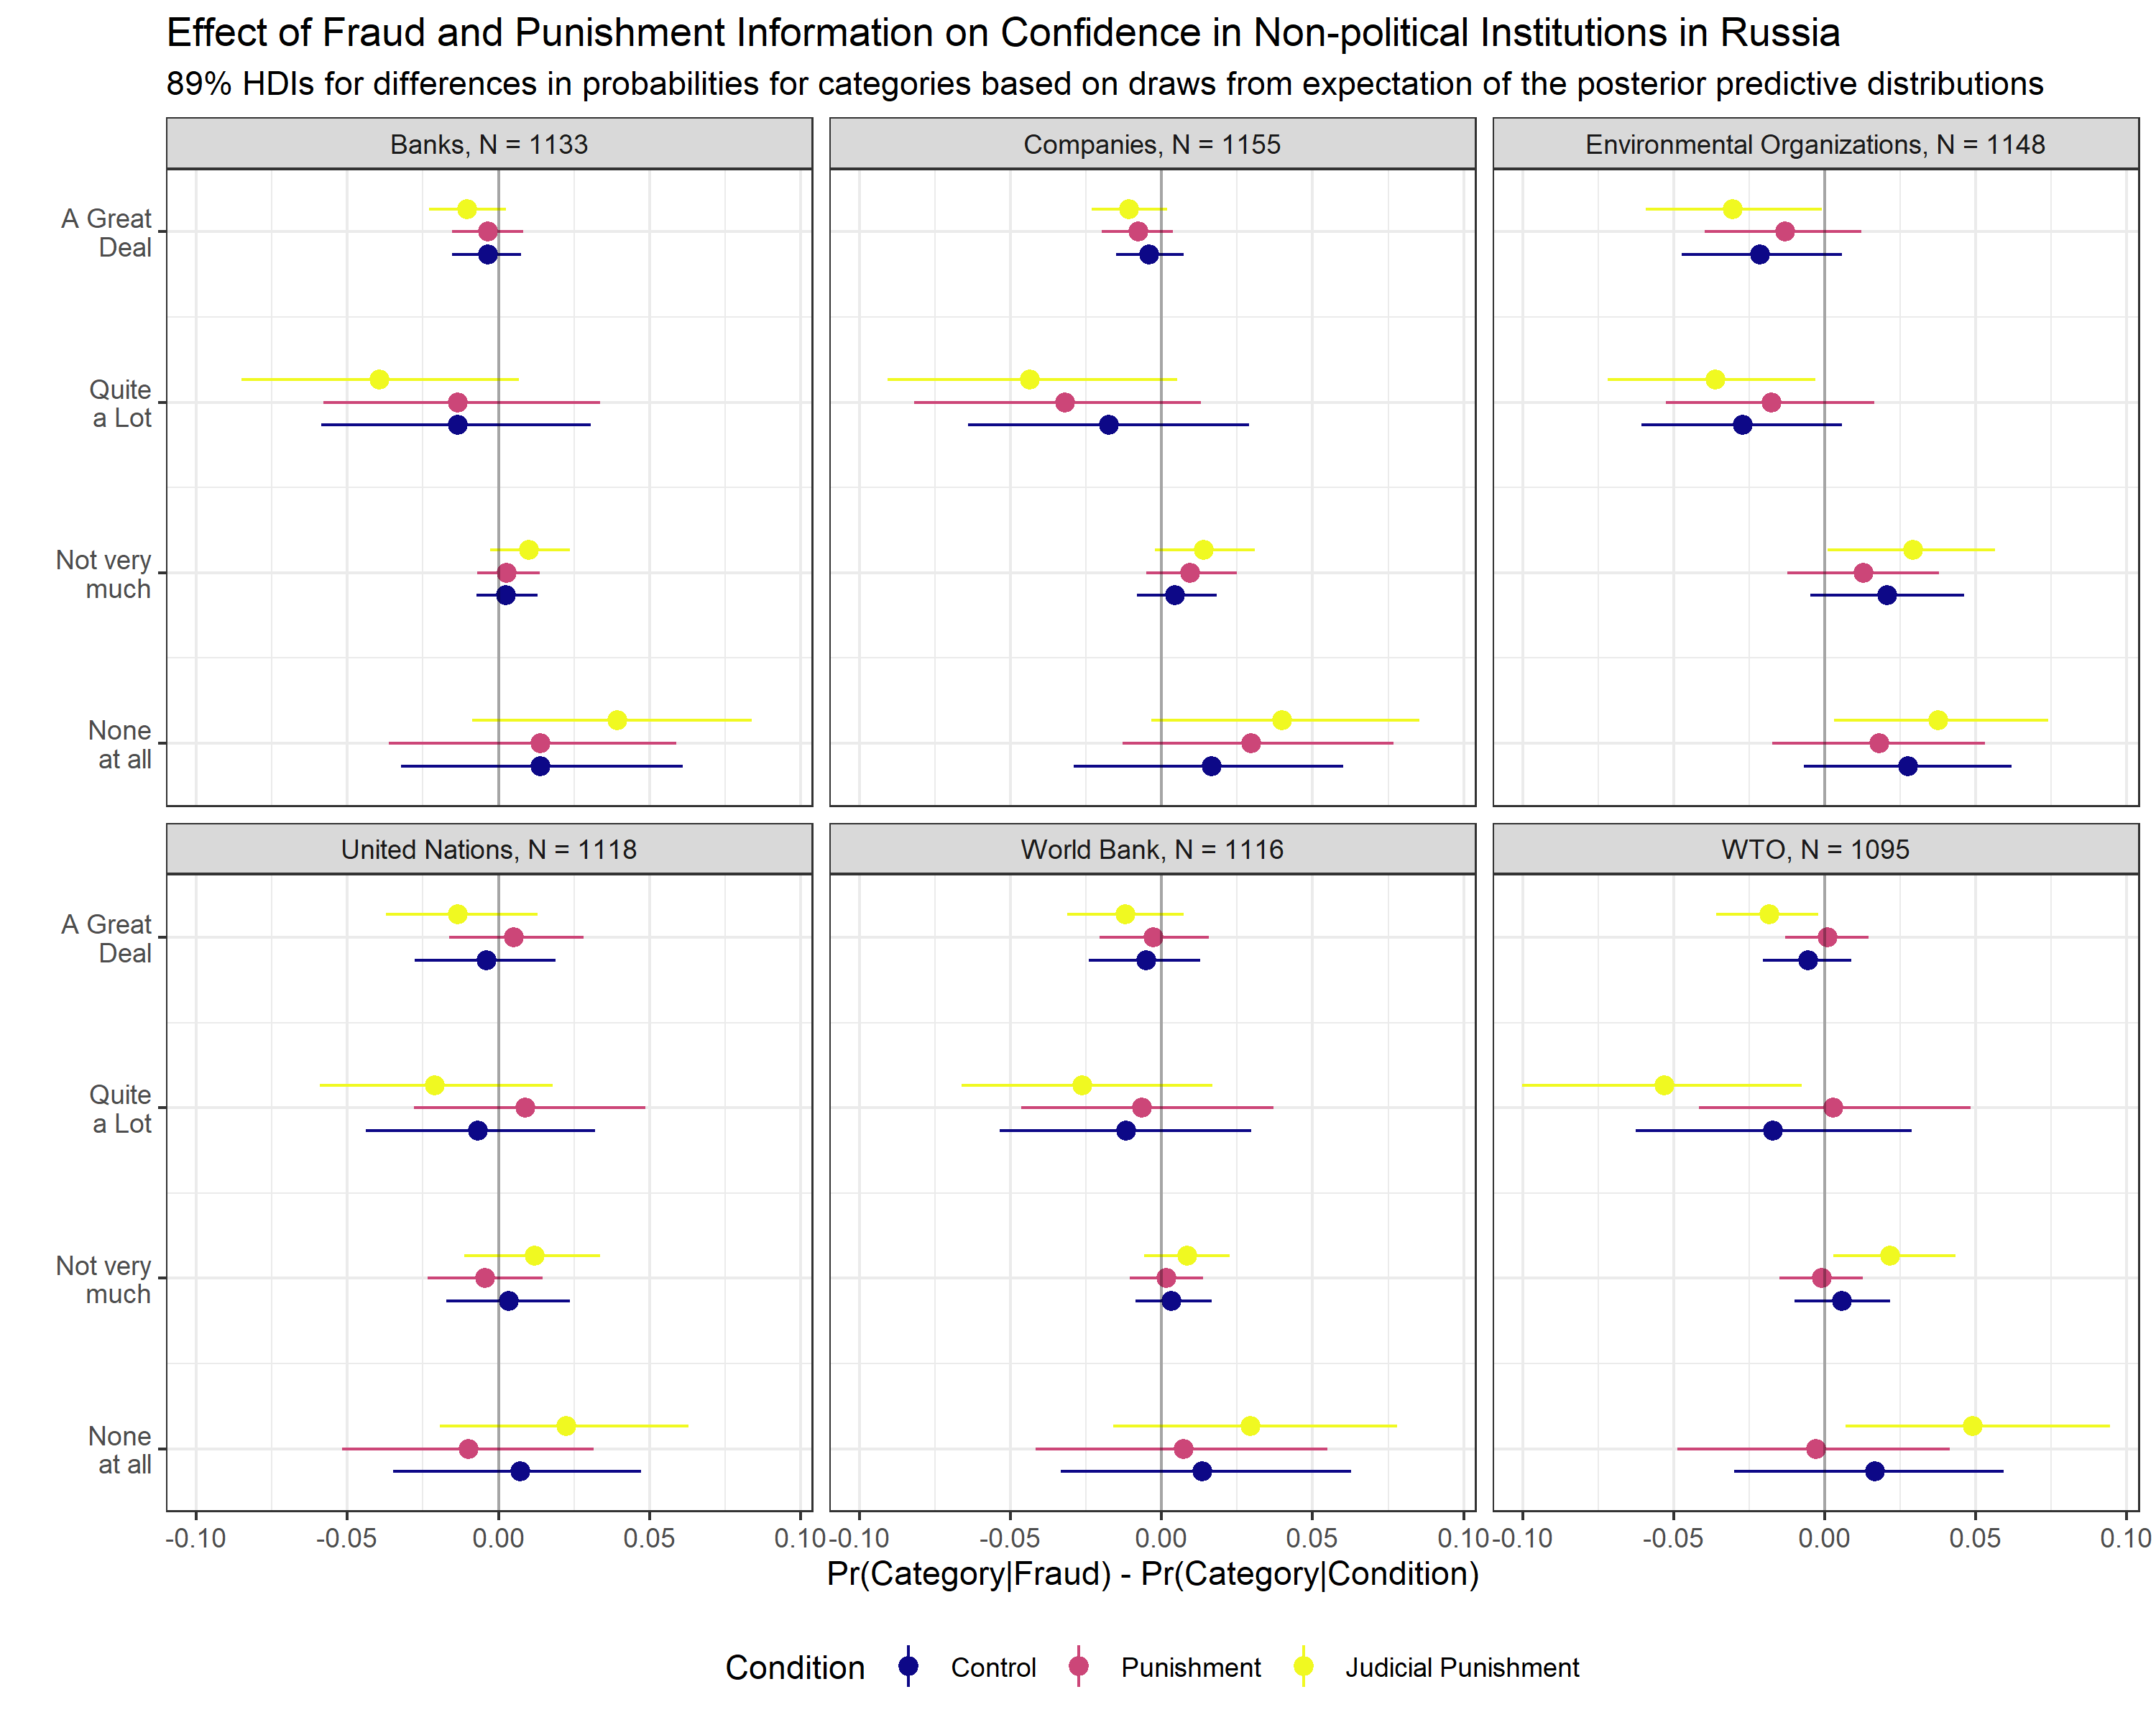 Effect of Fraud and Punishment Information on Confidence in Non-political Institutions in Russia
89% HDIs for differences in probabilities for categories based on draws from expectation of the posterior predictive distributions
Banks, N = 1133
Companies, N = 1155
Environmental Organizations, N = 1148
A Great
Deal
Quite
a Lot
Not very
much
None
at all
United Nations, N = 1118
World Bank, N = 1116
WTO, N = 1095
A Great
Deal
Quite
a Lot
Not very
much
None
at all
-0.10 -0.05 0.00 0.05 0.10 -0.10 -0.05 0.00 0.05 0.10 -0.10 -0.05 0.00 0.05 0.10
Pr(Category|Fraud) - Pr(Category|Condition)
Condition Control Punishment Judicial Punishment